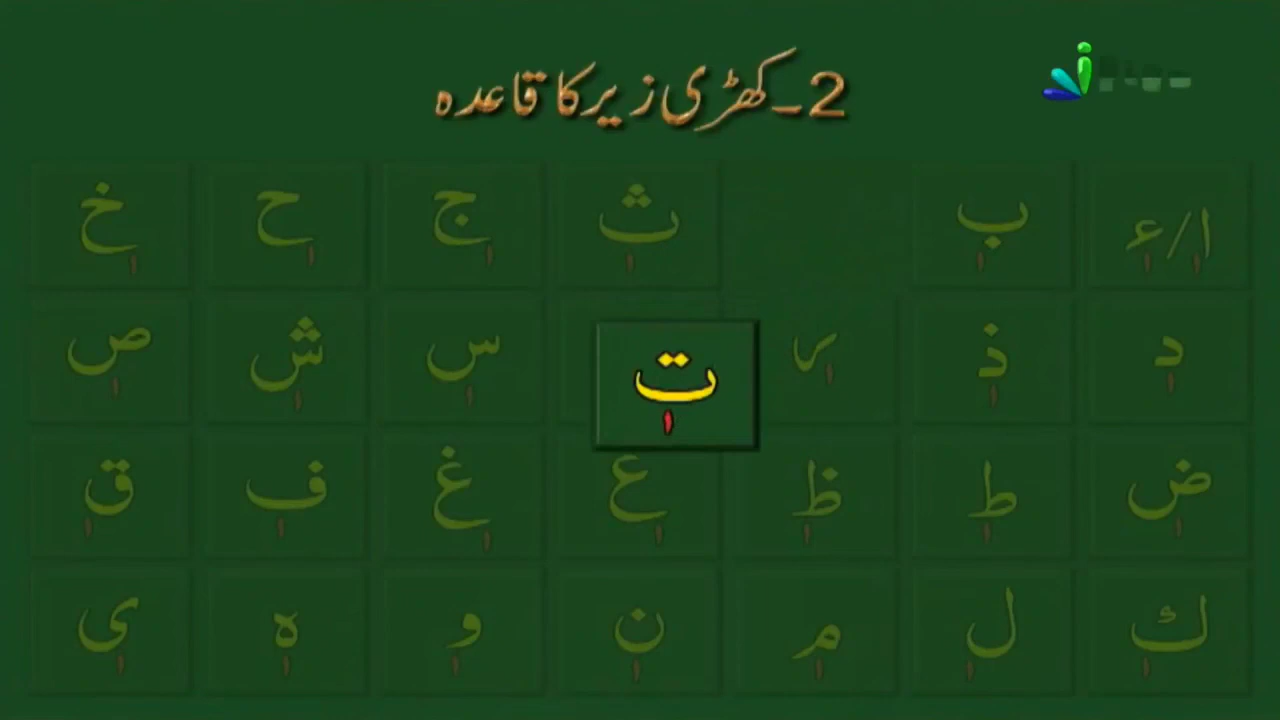 2۔کھڑی زیر کا قاعدہ
اٖ/ءٖ بٖ ثٖ جٖ حٖ خٖ
دٖ ذٖ رٖ تٖ سٖ شٖ صٖ
ضٖ طٖ ظٖ عٖ غٖ فٖ قٖ
كٖ لٖ مٖ نٖ وٖ ہٖ یٖ